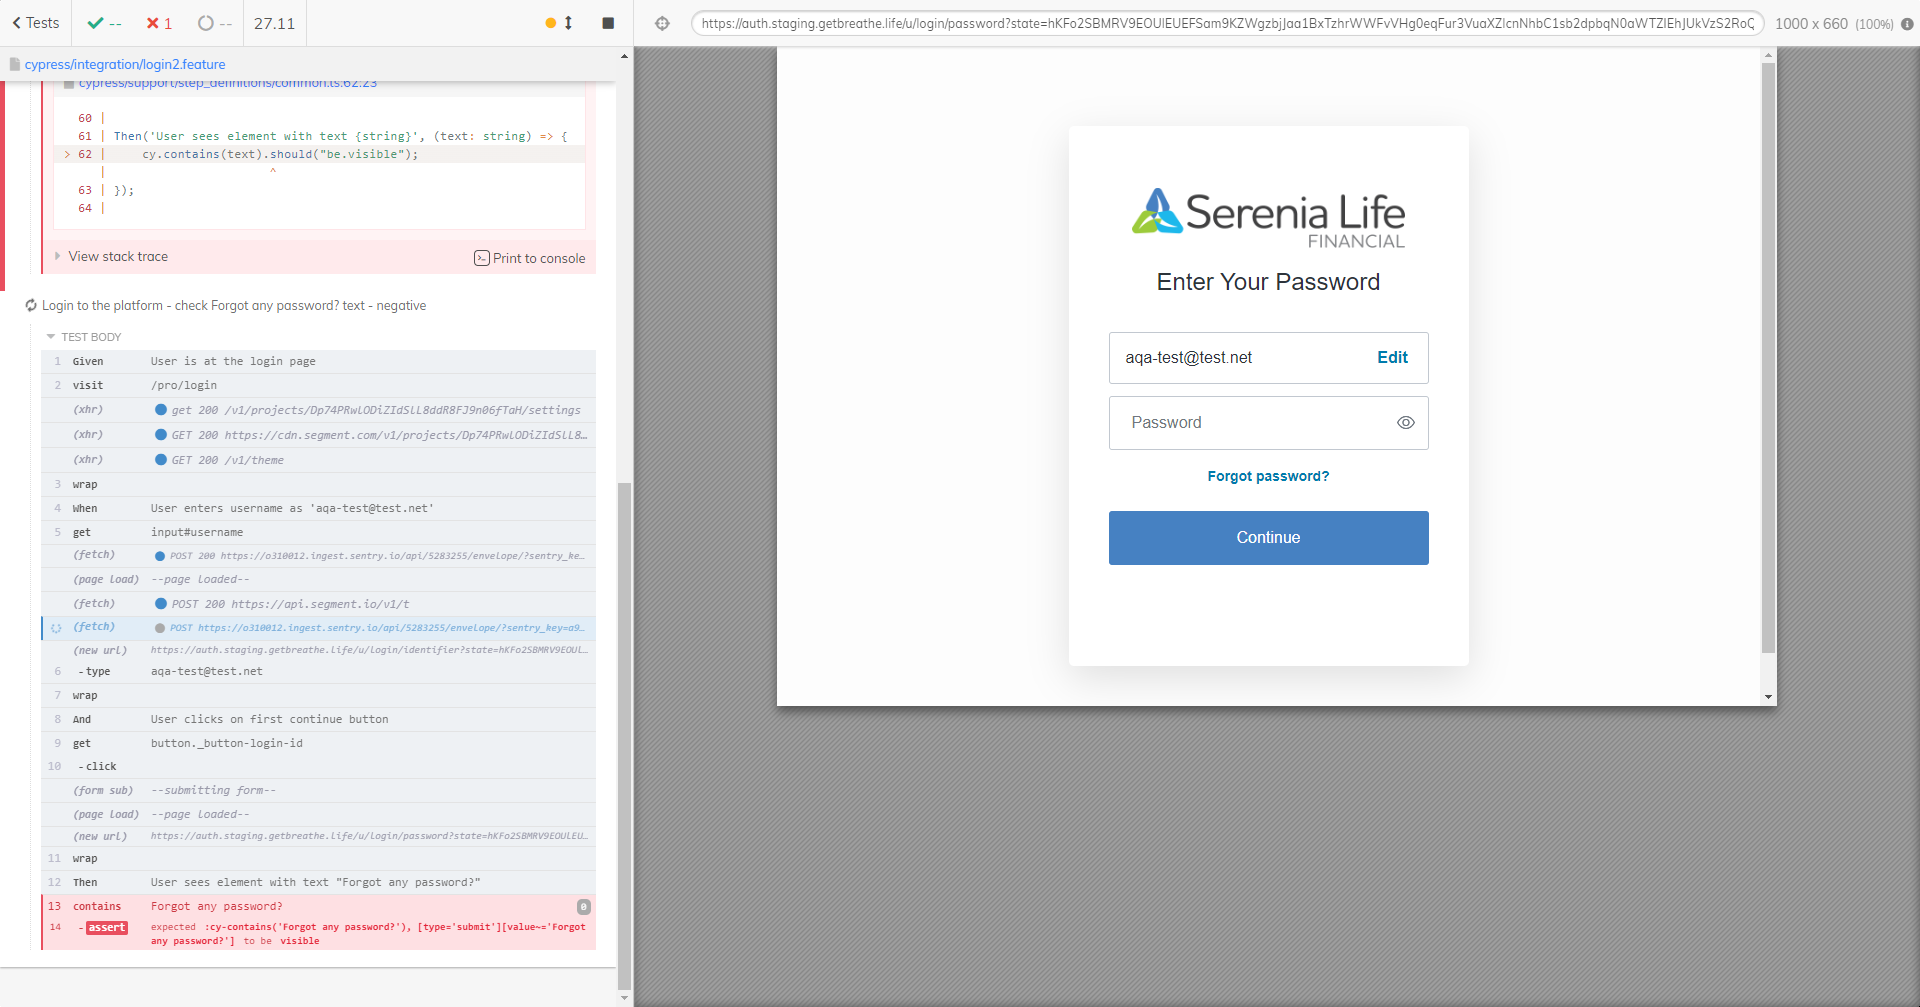 Tests
--
1
--
27.11
https://auth.staging.getbreathe.life/u/login/password?state=hKFo2SBMRV9EOUlEUEFSam9KZWgzbjJaa1BxTzhrWWFvVHg0eqFur3VuaXZlcnNhbC1sb2dpbqN0aWTZIEhJUkVzS2RoQ
1000 x 660 (100%)
cypress/integration/login2.feature
cypress/support/step_definitions/common.ts:62:23
60 |
61 | Then('User sees element with text {string}', (text: string) => {
> 62 | cy.contains(text).should("be.visible");
| ^
63 | });
64 |
View stack trace
Print to console
Login to the platform - check Forgot any password? text - negative
TEST BODY
1 Given User is at the login page
2 visit /pro/login
(xhr) get 200 /v1/projects/Dp74PRwlODiZIdSlL8ddR8FJ9n06fTaH/settings
(xhr) GET 200 https://cdn.segment.com/v1/projects/Dp74PRwlODiZIdSlL8…
(xhr) GET 200 /v1/theme
3 wrap
4 When User enters username as 'aqa-test@test.net'
5 get input#username
(fetch) POST 200 https://o310012.ingest.sentry.io/api/5283255/envelope/?sentry_ke…
(page load) --page loaded--
(fetch) POST 200 https://api.segment.io/v1/t
(fetch) POST https://o310012.ingest.sentry.io/api/5283255/envelope/?sentry_key=a9…
(new url) https://auth.staging.getbreathe.life/u/login/identifier?state=hKFo2SBMRV9EOUl…
6 -type aqa-test@test.net
7 wrap
8 And User clicks on first continue button
9 get button._button-login-id
10 -click
(form sub) --submitting form--
(page load) --page loaded--
(new url) https://auth.staging.getbreathe.life/u/login/password?state=hKFo2SBMRV9EOUlEU…
11 wrap
12 Then User sees element with text "Forgot any password?"
13 contains Forgot any password? 0
14 -assert expected :cy-contains('Forgot any password?'), [type='submit'][value~='Forgot
any password?'] to be visible
Serenia Life
FINANCIAL
Enter Your Password
aqa-test@test.net Edit
Password
Forgot password?
Continue